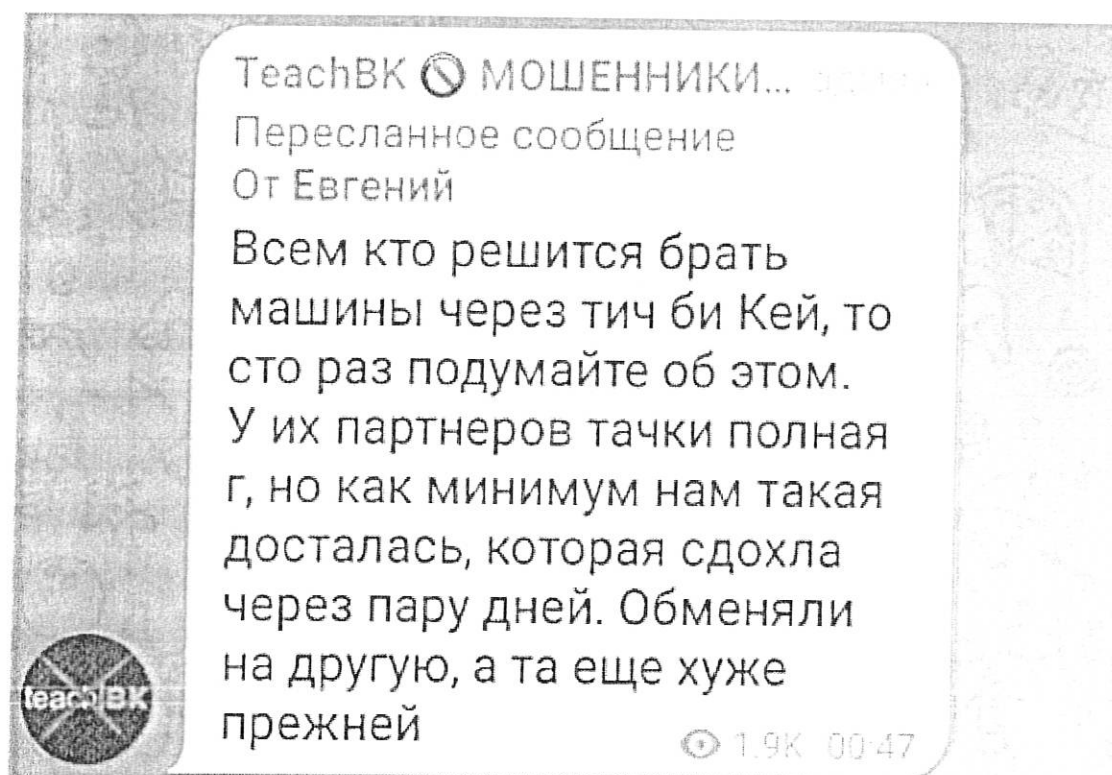 TeachBK 🚫 МОШЕННИКИ...
Пересланное сообщение
От Евгений
Всем кто решится брать
машины через тич би Кей, то
сто раз подумайте об этом.
У их партнеров тачки полная
г, но как минимум нам такая
досталась, которая сдохла
через пару дней. Обменяли
на другую, а та еще хуже
прежней
1.9K 00:47
teachBK